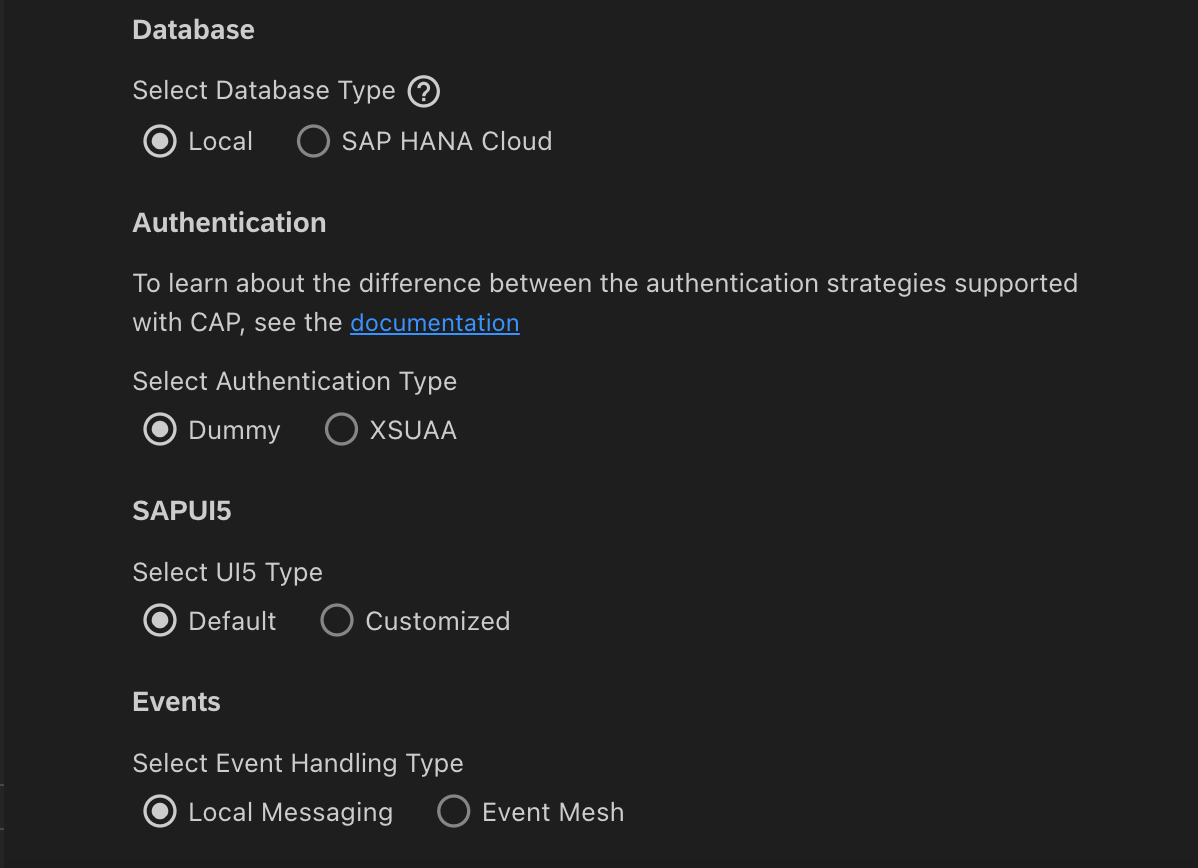 Database
Select Database Type ?
Local SAP HANA Cloud
Authentication
To learn about the difference between the authentication strategies supported
with CAP, see the documentation
Select Authentication Type
Dummy XSUAA
SAPUI5
Select UI5 Type
Default Customized
Events
Select Event Handling Type
Local Messaging Event Mesh